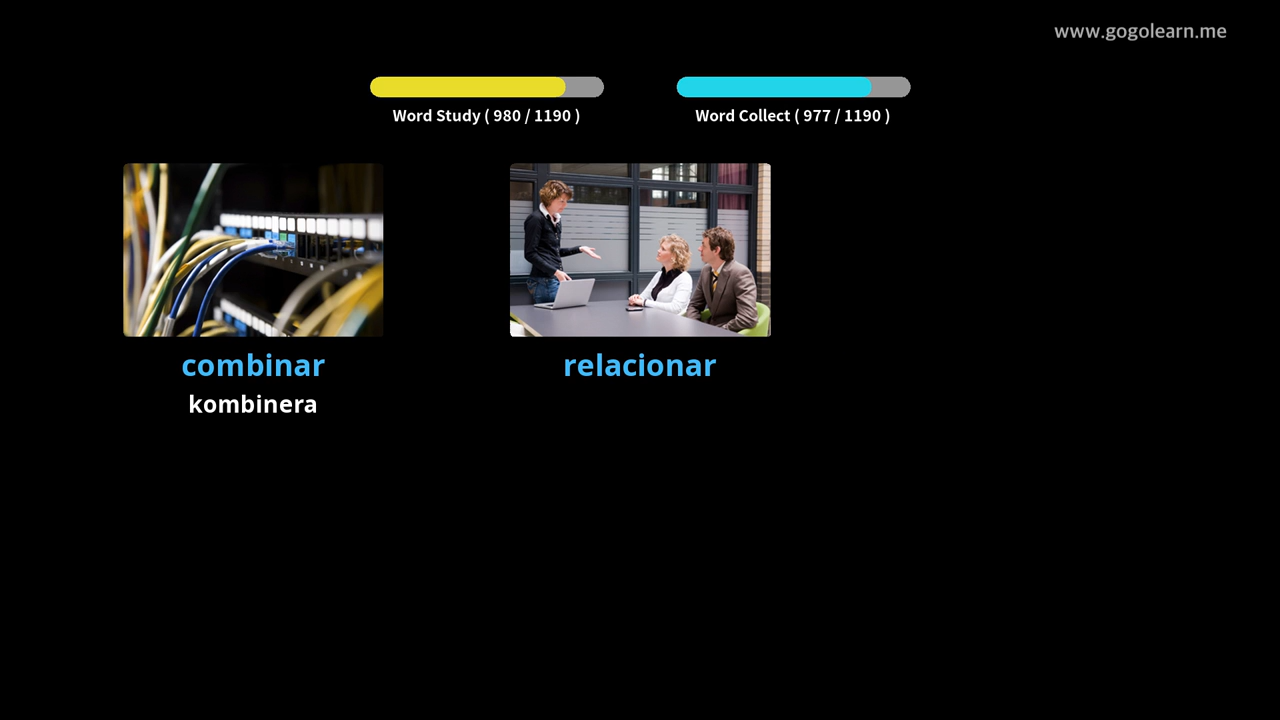 www.gogolearn.me
Word Study ( 980 / 1190 )
Word Collect ( 977 / 1190 )
combinar
relacionar
kombinera